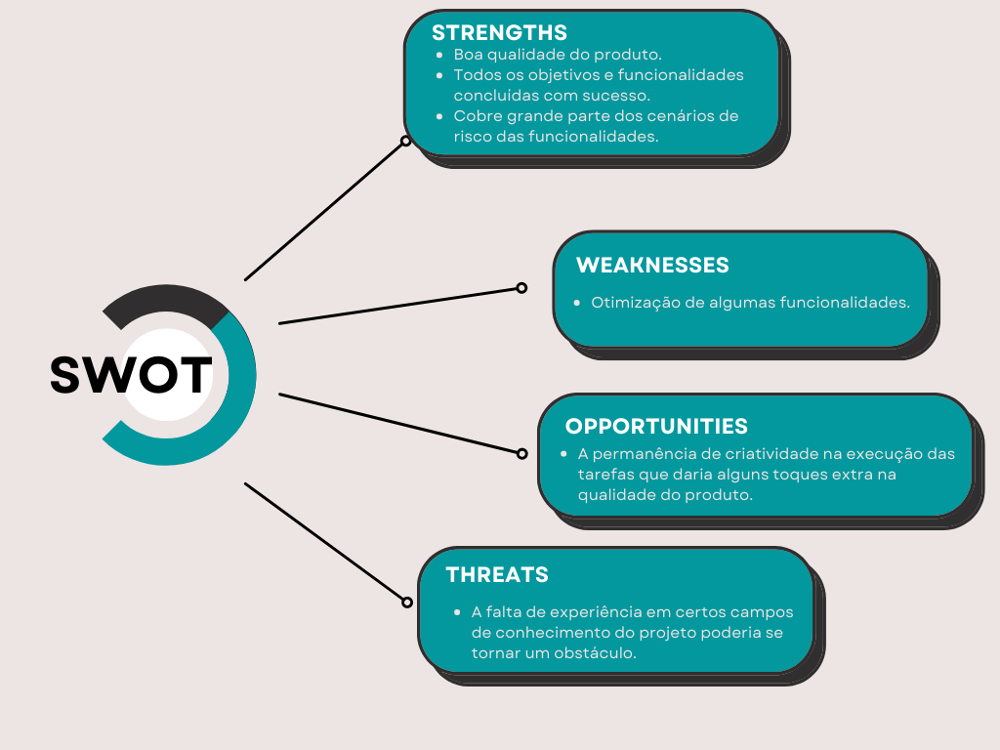 STRENGTHS
• Boa qualidade do produto.
• Todos os objetivos e funcionalidades
concluídas com sucesso.
• Cobre grande parte dos cenários de
risco das funcionalidades.
WEAKNESSES
• Otimização de algumas funcionalidades.
SWOT
OPPORTUNITIES
• A permanência de criatividade na execução das
tarefas que daria alguns toques extra na
qualidade do produto.
THREATS
• A falta de experiência em certos campos
de conhecimento do projeto poderia se
tornar um obstáculo.